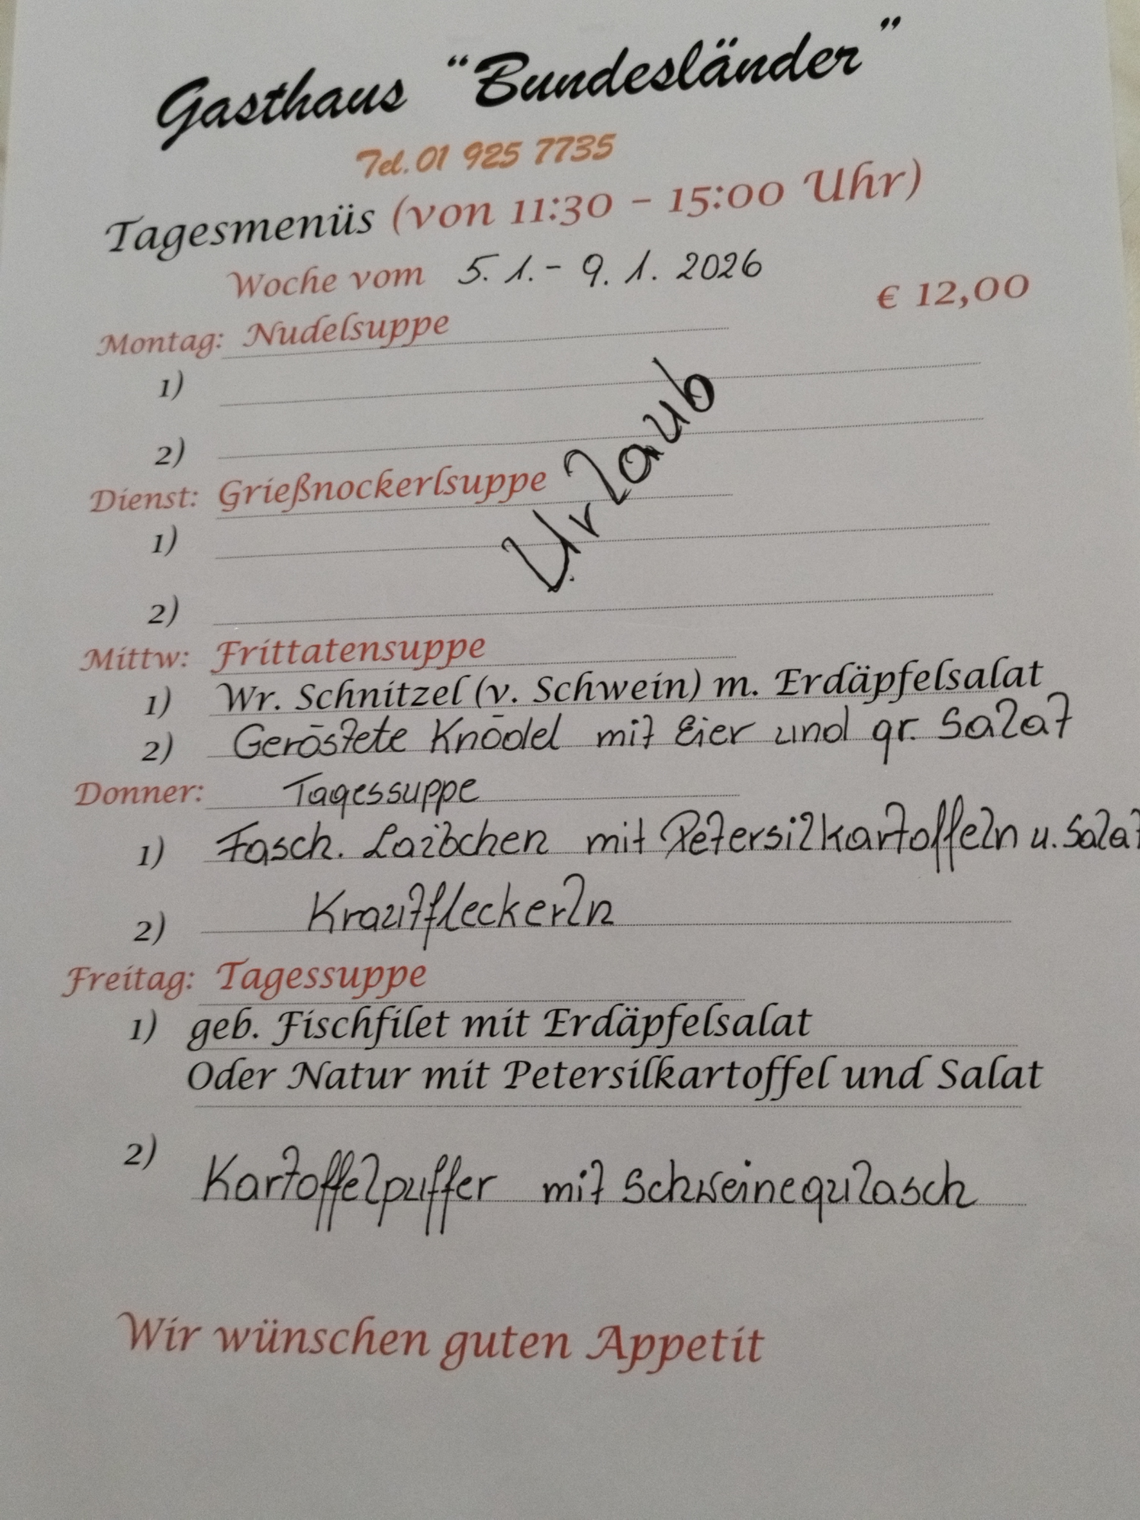 Gasthaus "Bundesländer"
Tel. 01 925 7735
Tagesmenüs (von 11:30 – 15:00 Uhr)
Woche vom 5. 1. - 9. 1. 2026
€ 12,00
Montag: Nudelsuppe
1)
2)
Urlaub
Dienst: Grießnockerlsuppe
1)
2)
Mittw: Frittatensuppe
1) Wr. Schnitzel (v. Schwein) m. Erdäpfelsalat
2) Geröstete Knödel mit Eier und gr. Salat
Donner: Tagessuppe
1) Fasch. Laibchen mit Petersilkartoffeln u. Salat
2) Krautfleckerln
Freitag: Tagessuppe
1) geb. Fischfilet mit Erdäpfelsalat
Oder Natur mit Petersilkartoffel und Salat
2) Kartoffelpuffer mit Schweinegulasch
Wir wünschen guten Appetit